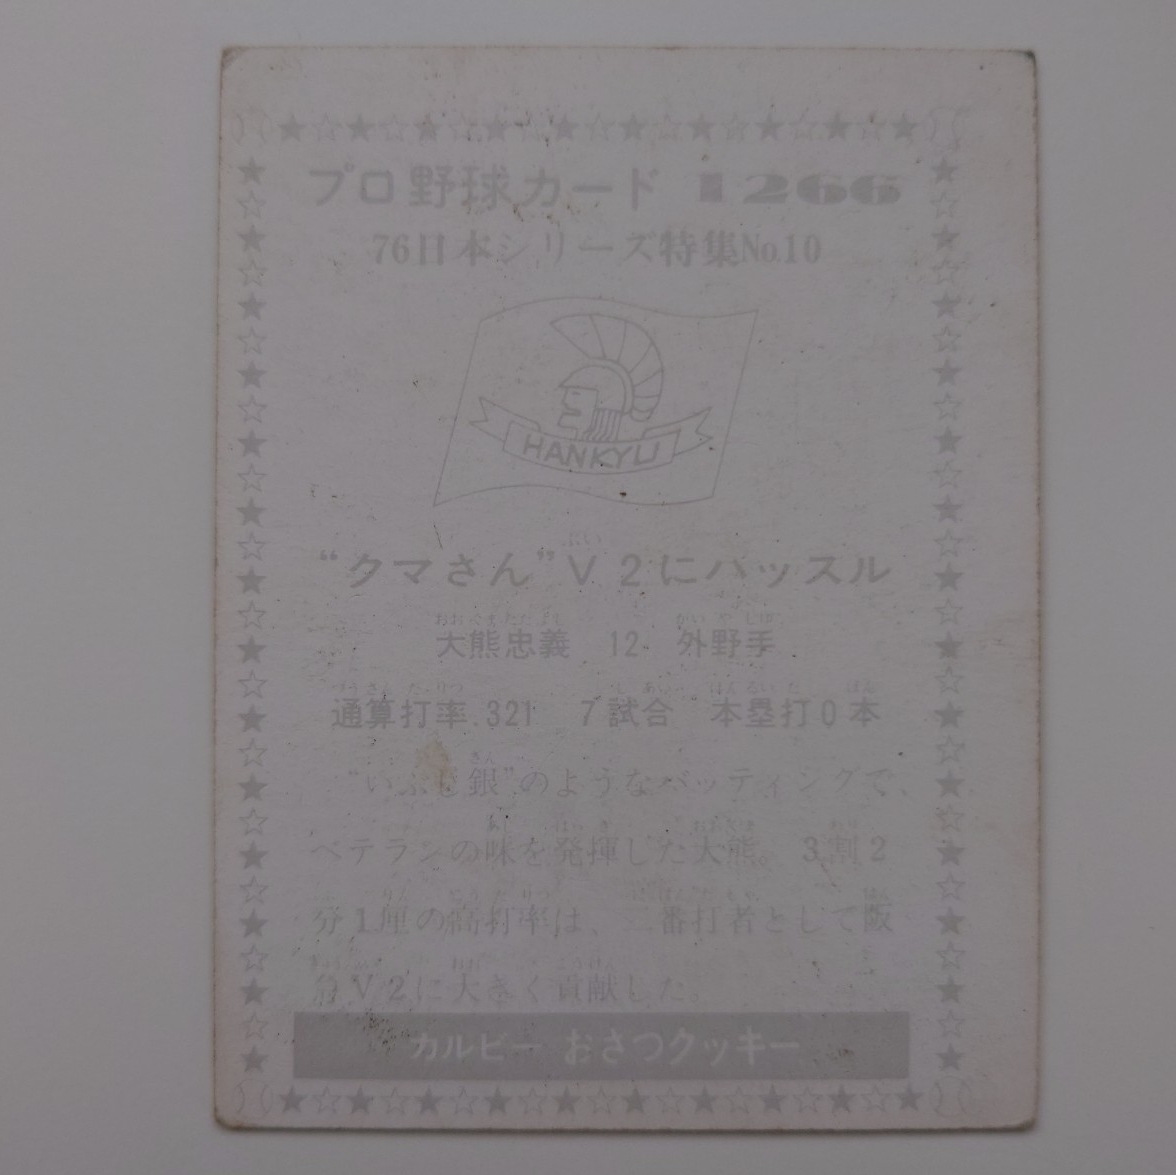 プロ野球カード 1266
76日本シリーズ特集No.10
HANKYU
“クマさん”V2にハッスル
大熊忠義 12 外野手
通算打率.321 7試合 本塁打0本
“いぶし銀”のようなバッティングで、
ベテランの味を発揮した大熊。3割2
分1厘の高打率は、二番打者として阪
急V2に大きく貢献した。
カルビー おさつクッキー